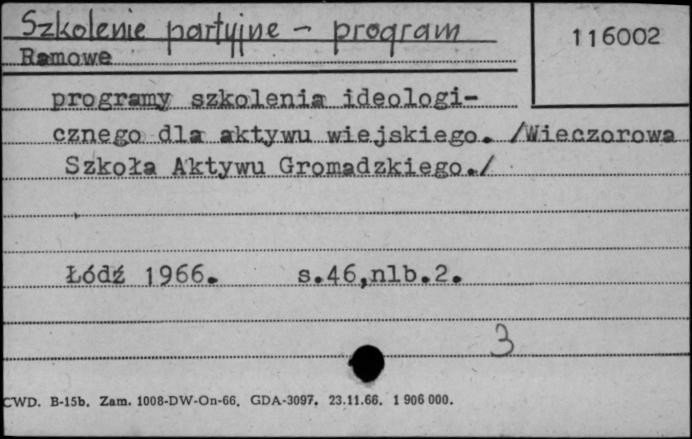 Szkolenie partyjne - program
116002
Ramowe
programy szkolenia ideologi-
cznego dla aktywu wiejskiego. /Wieczorowa
Szkoła Aktywu Gromadzkiego./
Łódź 1966. s.46,nlb.2.
3
CWD. B-15b. Zam. 1008-DW-On-66. GDA-3097. 23.11.66. 1 906 000.